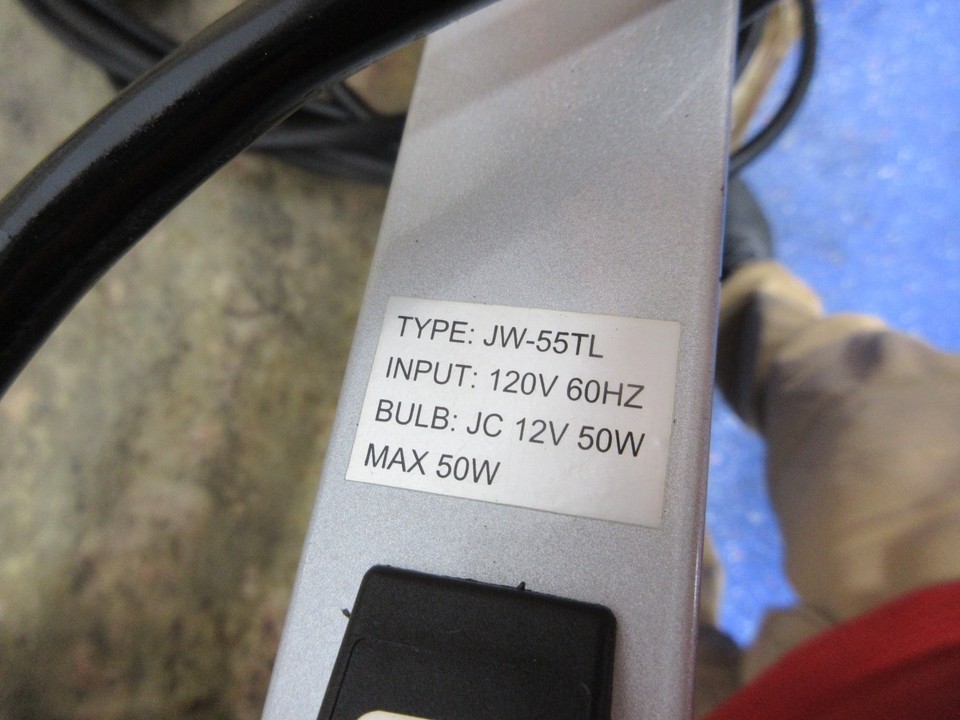 TYPE: JW-55TL
INPUT: 120V 60HZ
BULB: JC 12V 50W
MAX 50W